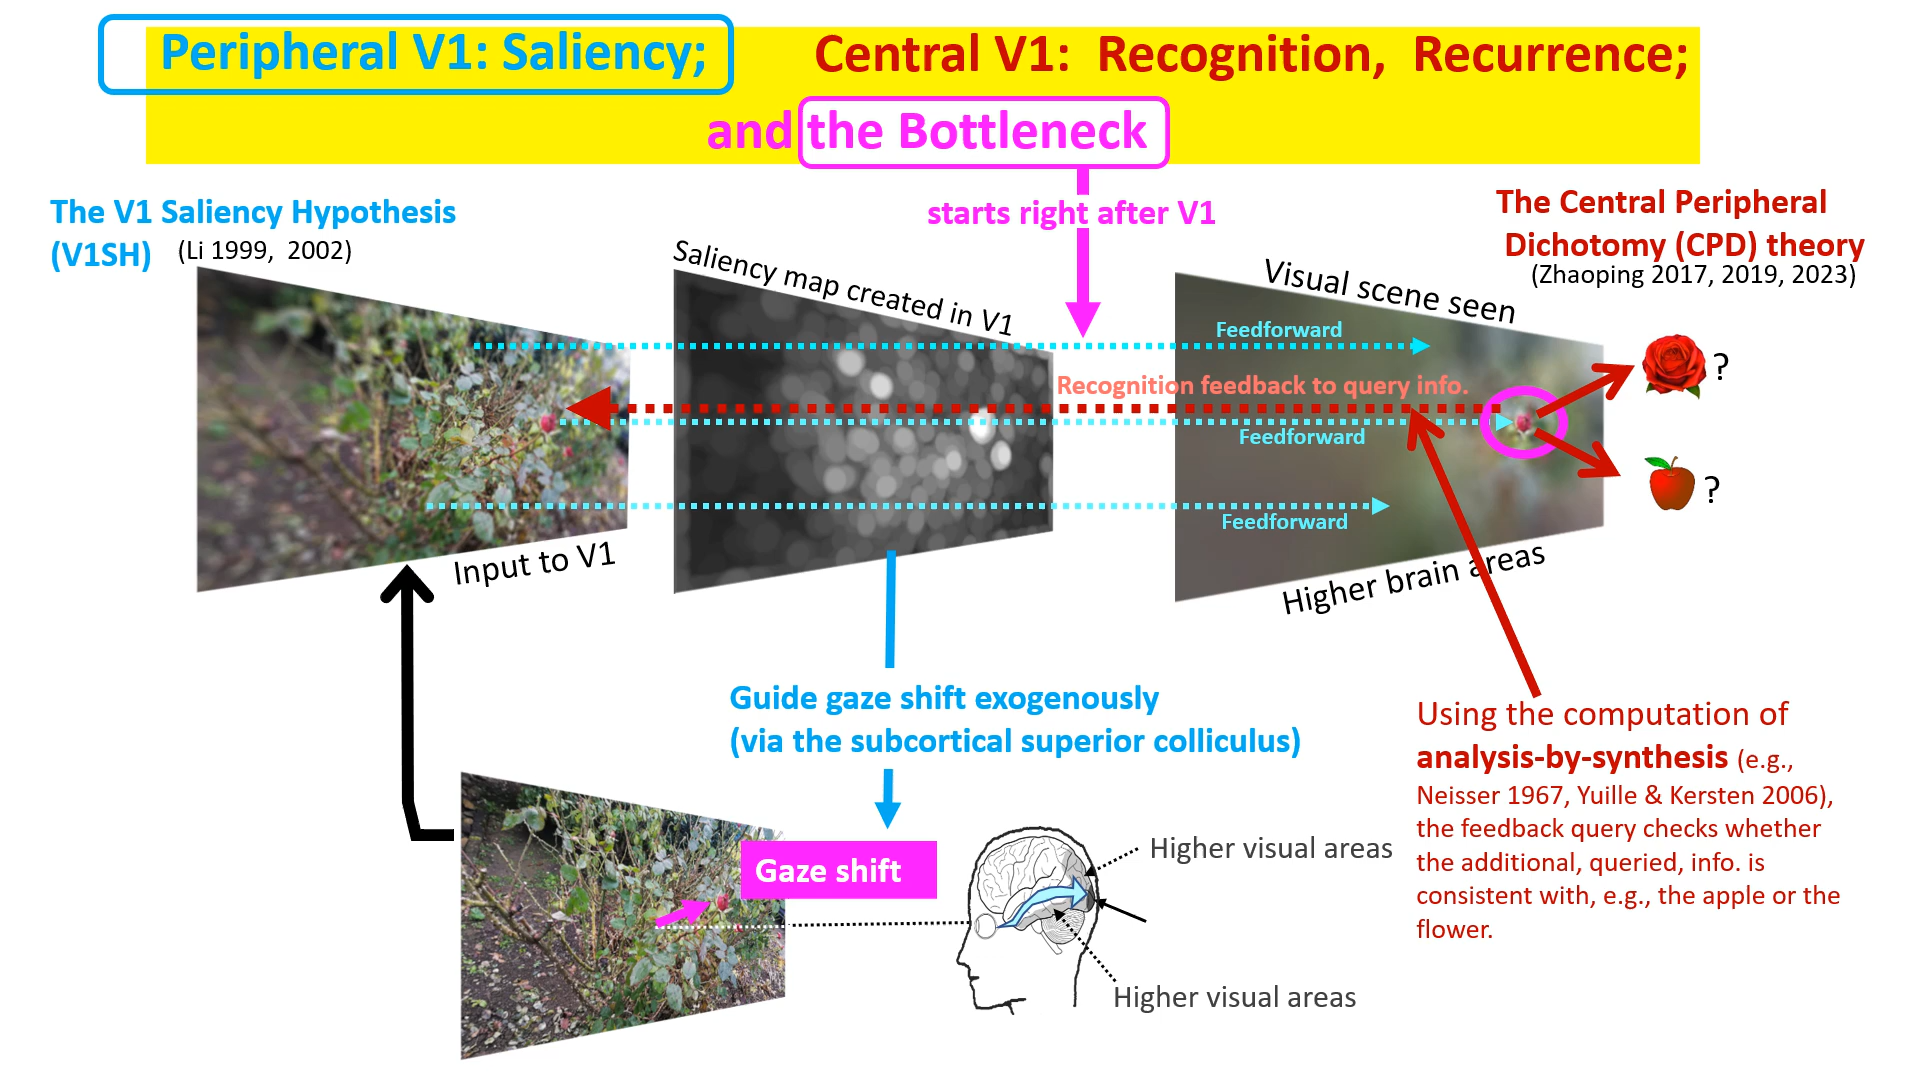 Peripheral V1: Saliency;
Central V1: Recognition, Recurrence;
and the Bottleneck
The V1 Saliency Hypothesis
(V1SH) (Li 1999, 2002)
starts right after V1
The Central Peripheral
Dichotomy (CPD) theory
(Zhaoping 2017, 2019, 2023)
Saliency map created in V1
Visual scene seen
Feedforward
Recognition feedback to query info.
Feedforward
Feedforward
?
?
Input to V1
Higher brain areas
Guide gaze shift exogenously
(via the subcortical superior colliculus)
Using the computation of
analysis-by-synthesis (e.g.,
Neisser 1967, Yuille & Kersten 2006),
the feedback query checks whether
the additional, queried, info. is
consistent with, e.g., the apple or the
flower.
Gaze shift
Higher visual areas
Higher visual areas